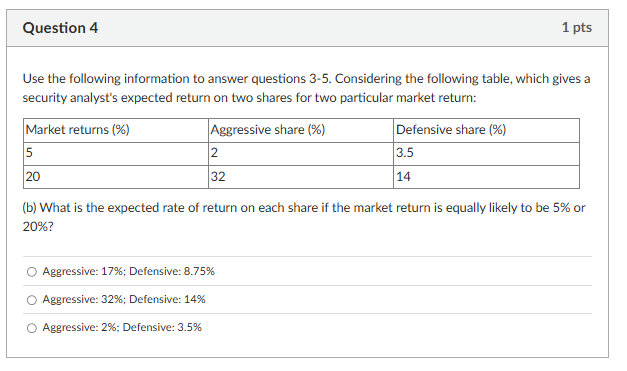 Question 4
1 pts
Use the following information to answer questions 3-5. Considering the following table, which gives a
security analyst's expected return on two shares for two particular market return:
Market returns (%) Aggressive share (%) Defensive share (%)
5 2 3.5
20 32 14
(b) What is the expected rate of return on each share if the market return is equally likely to be 5% or
20%?
Aggressive: 17%; Defensive: 8.75%
Aggressive: 32%; Defensive: 14%
Aggressive: 2%; Defensive: 3.5%